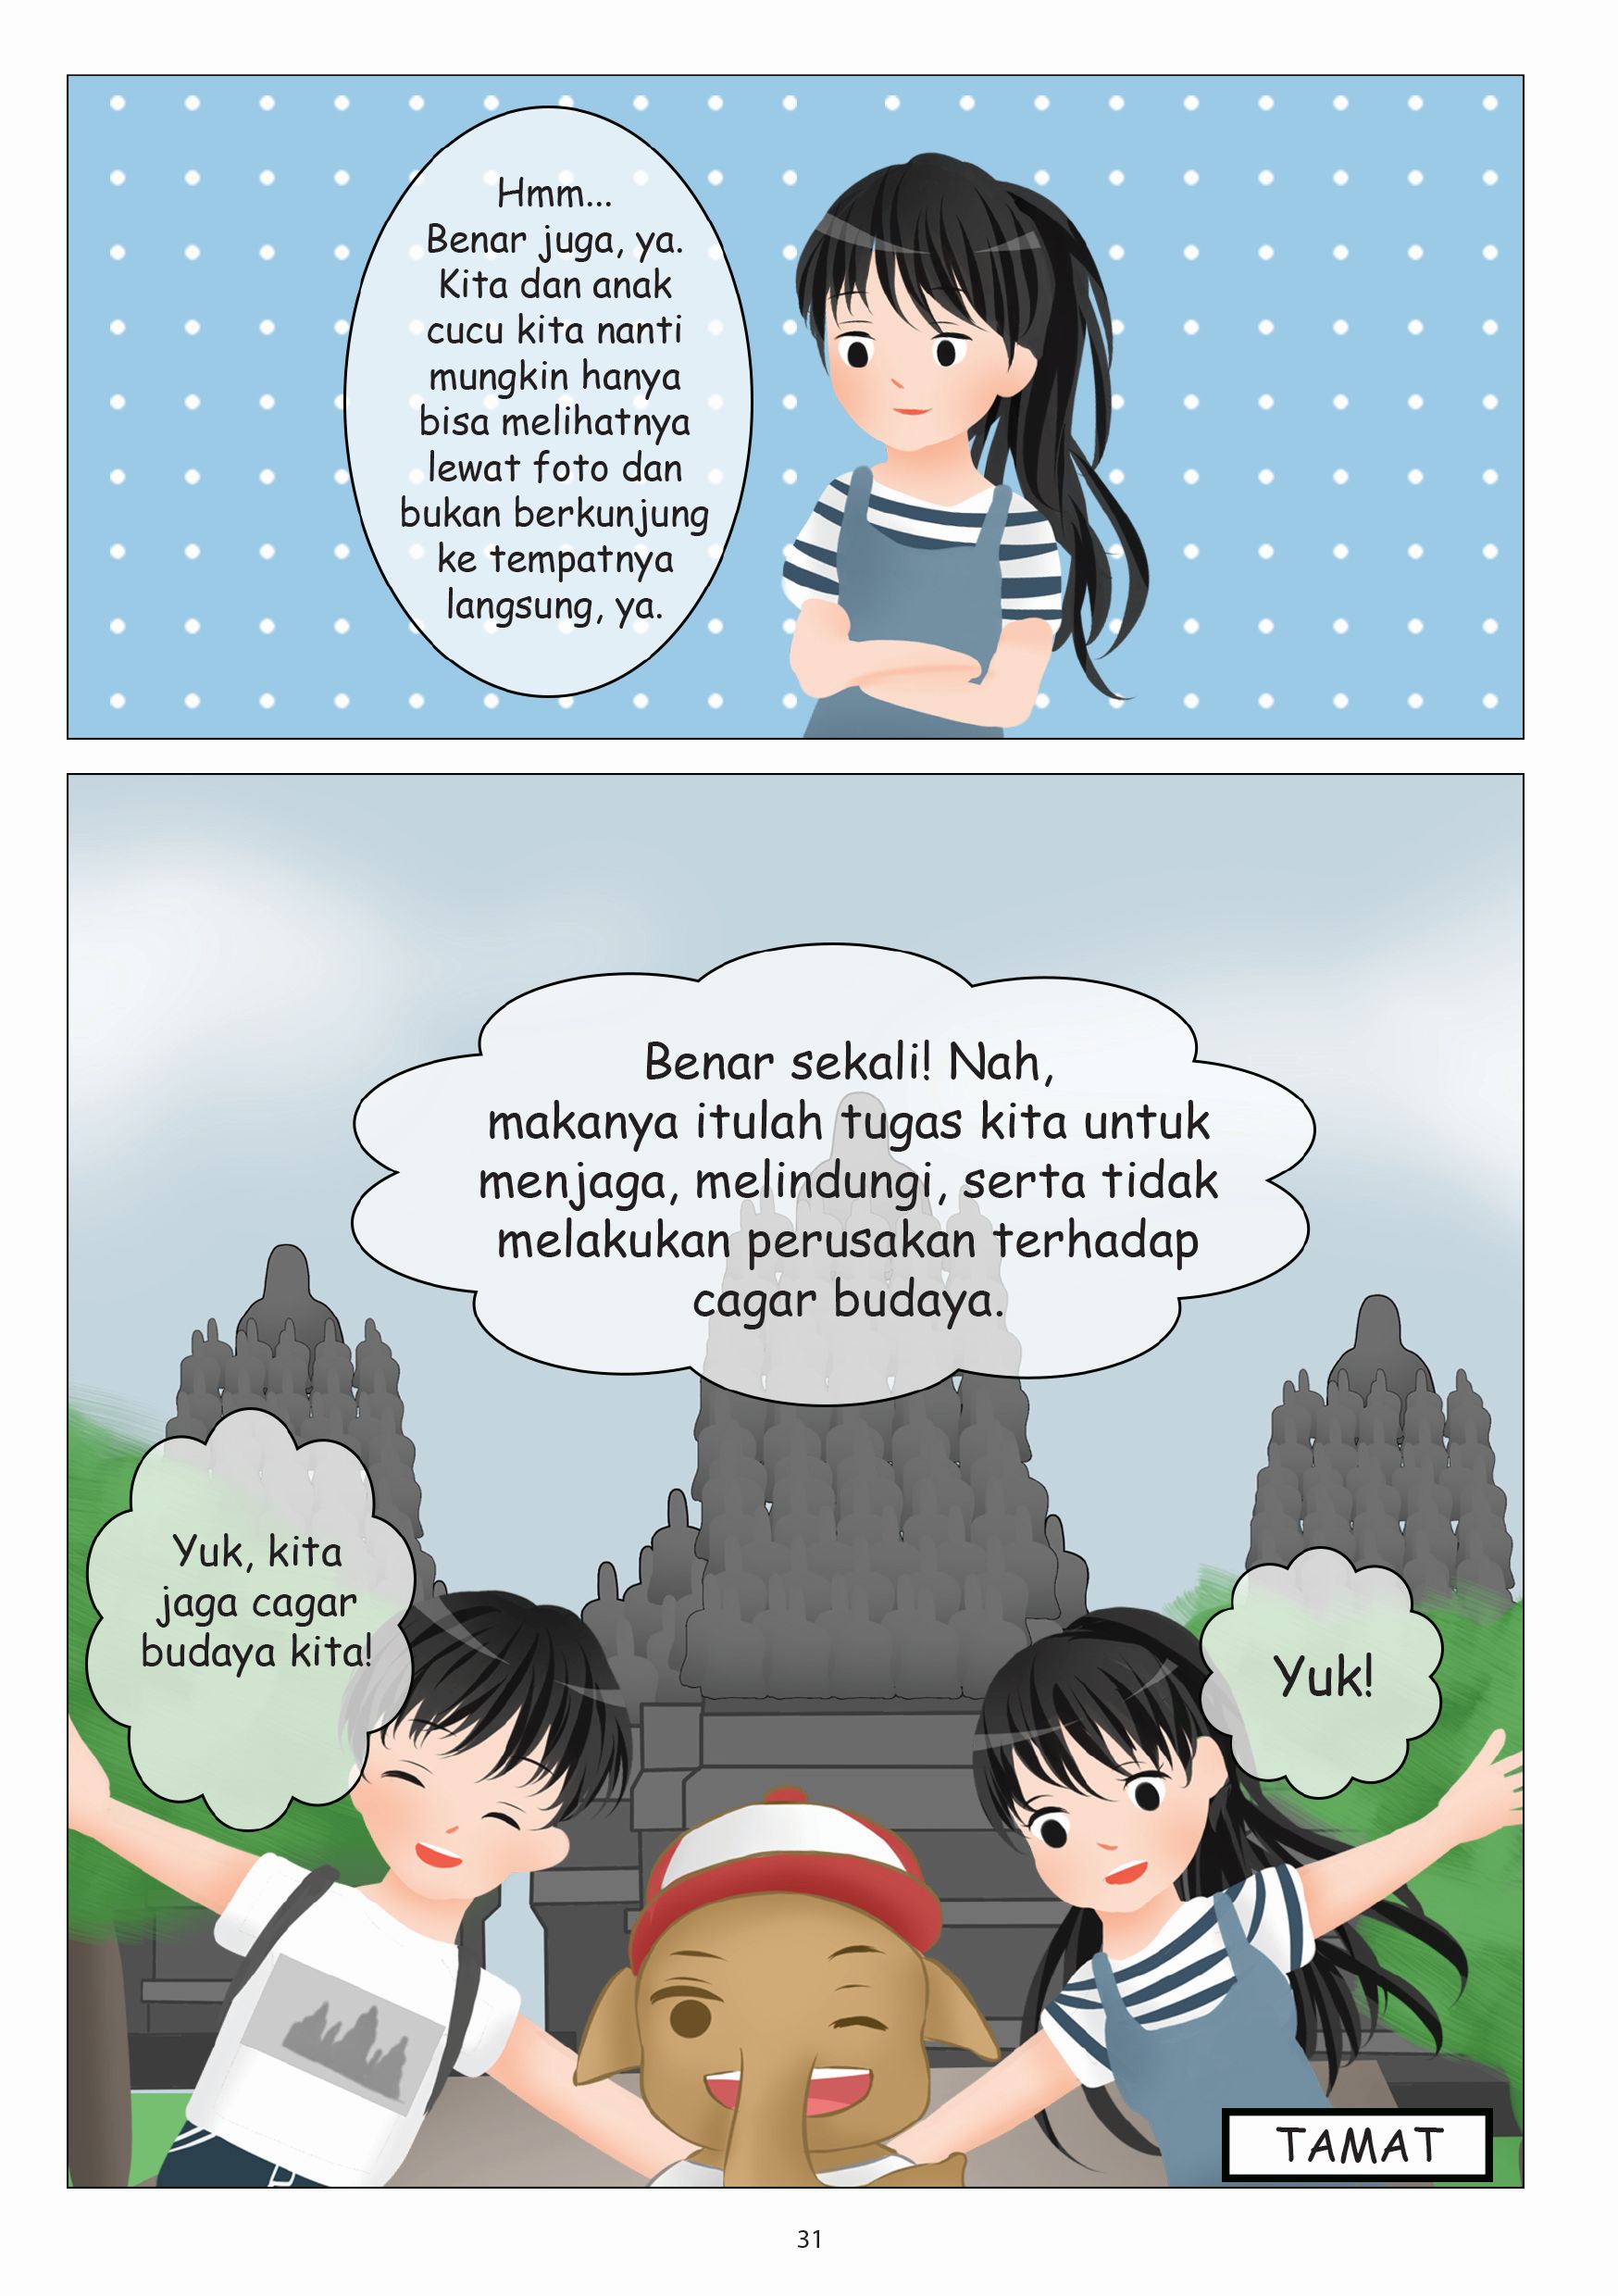 Hmm...
Benar juga, ya.
Kita dan anak
cucu kita nanti
mungkin hanya
bisa melihatnya
lewat foto dan
bukan berkunjung
ke tempatnya
langsung, ya.
Benar sekali! Nah,
makanya itulah tugas kita untuk
menjaga, melindungi, serta tidak
melakukan perusakan terhadap
cagar budaya.
Yuk, kita
jaga cagar
budaya kita!
Yuk!
TAMAT
31